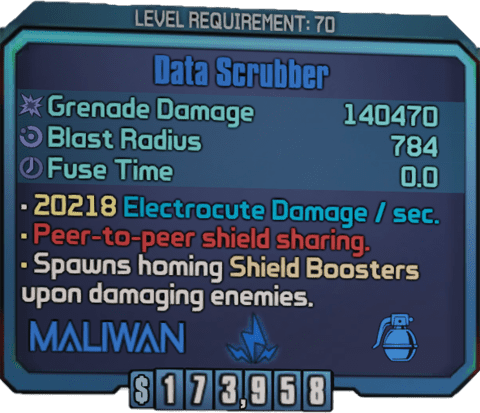 LEVEL REQUIREMENT: 70
Data Scrubber
Grenade Damage 140470
Blast Radius 784
Fuse Time 0.0
· 20218 Electrocute Damage / sec.
· Peer-to-peer shield sharing.
· Spawns homing Shield Boosters
upon damaging enemies.
MALIWAN
$173,958